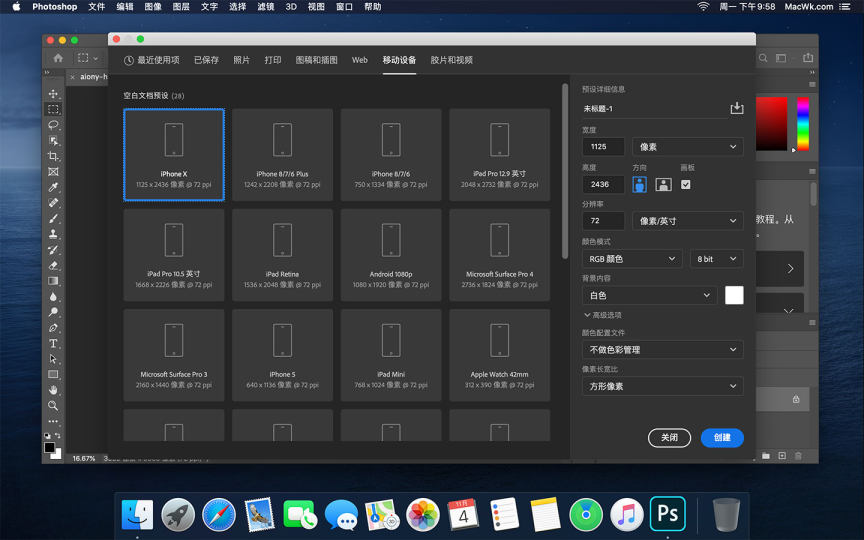 Photoshop 文件 编辑 图像 图层 文字 选择 滤镜 3D 视图 窗口 帮助 周一 下午 9:58 MacWk.com
最近使用项 已保存 照片 打印 图稿和插图 Web 移动设备 胶片和视频
aiony-h
空白文档预设 (28)
iPhone X
1125 x 2436 像素 @ 72 ppi
iPhone 8/7/6 Plus
1242 x 2208 像素 @ 72 ppi
iPhone 8/7/6
750 x 1334 像素 @ 72 ppi
iPad Pro 12.9 英寸
2048 x 2732 像素 @ 72 ppi
iPad Pro 10.5 英寸
1668 x 2226 像素 @ 72 ppi
iPad Retina
1536 x 2048 像素 @ 72 ppi
Android 1080p
1080 x 1920 像素 @ 72 ppi
Microsoft Surface Pro 4
2736 x 1824 像素 @ 72 ppi
Microsoft Surface Pro 3
2160 x 1440 像素 @ 72 ppi
iPhone 5
640 x 1136 像素 @ 72 ppi
iPad Mini
768 x 1024 像素 @ 72 ppi
Apple Watch 42mm
312 x 390 像素 @ 72 ppi
预设详细信息
未标题-1
宽度
1125 像素
高度 方向 画板
2436
分辨率
72 像素/英寸
颜色模式
RGB 颜色 8 bit
背景内容
白色
高级选项
颜色配置文件
不做色彩管理
像素长宽比
方形像素
关闭 创建
教程。从
16.67%
11月
4
3D
Ps